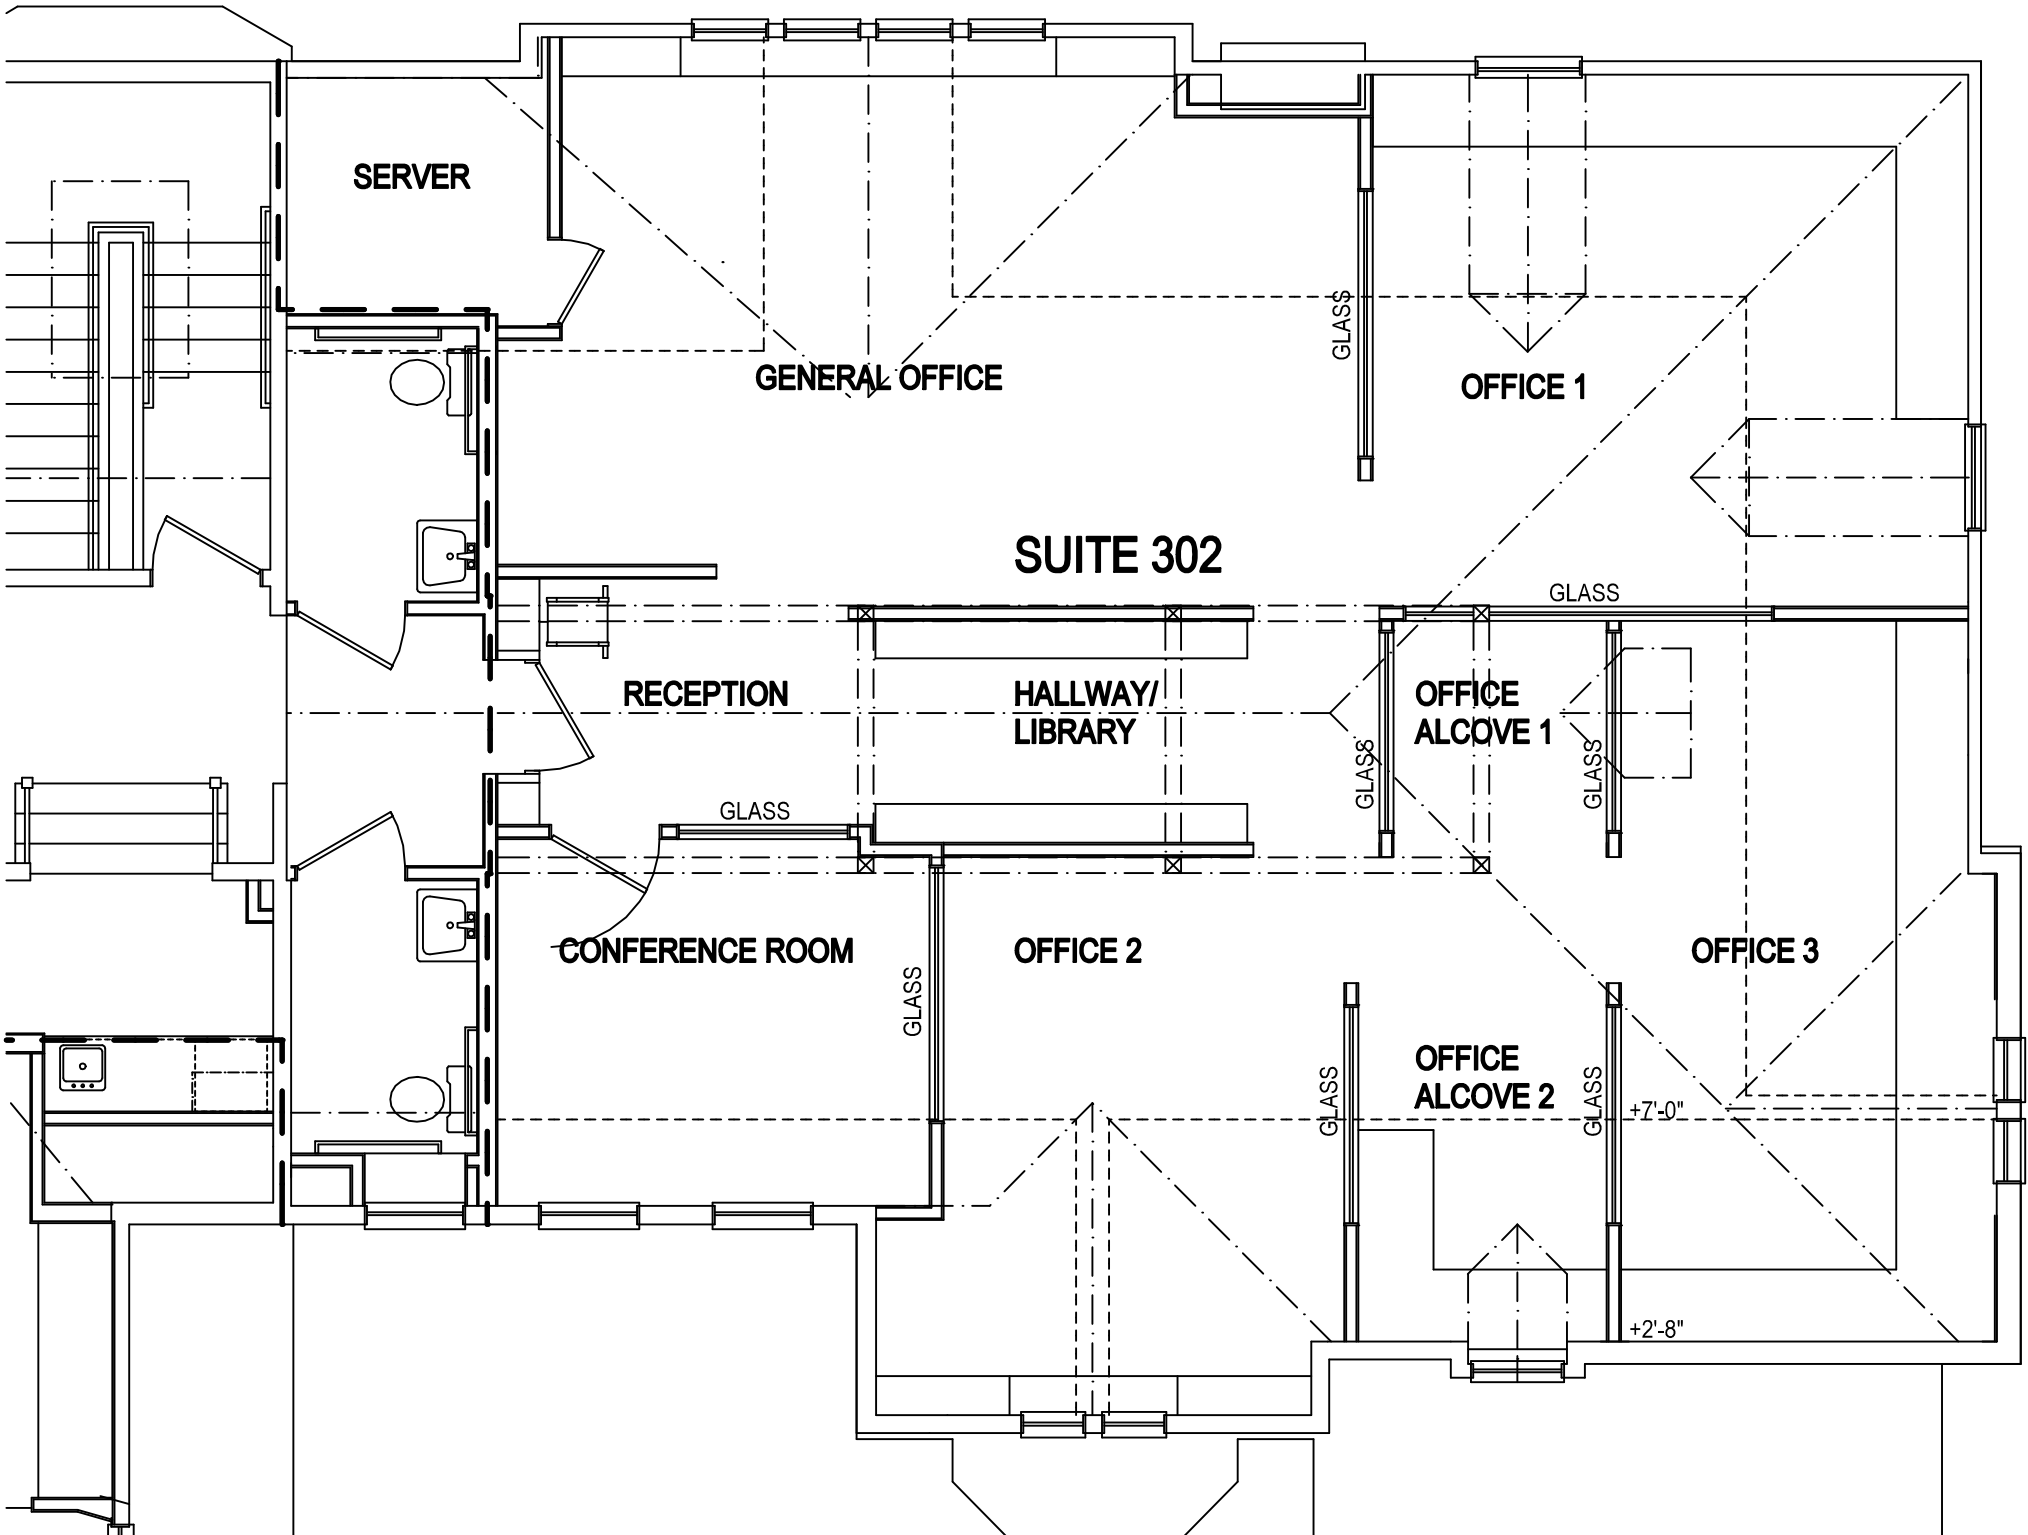 SERVER
GLASS
GENERAL OFFICE
OFFICE 1
SUITE 302
GLASS
RECEPTION
HALLWAY/
LIBRARY
OFFICE
ALCOVE 1
GLASS
GLASS
GLASS
CONFERENCE ROOM
GLASS
OFFICE 2
OFFICE 3
OFFICE
ALCOVE 2
GLASS
GLASS
+7'-0"
+2'-8"